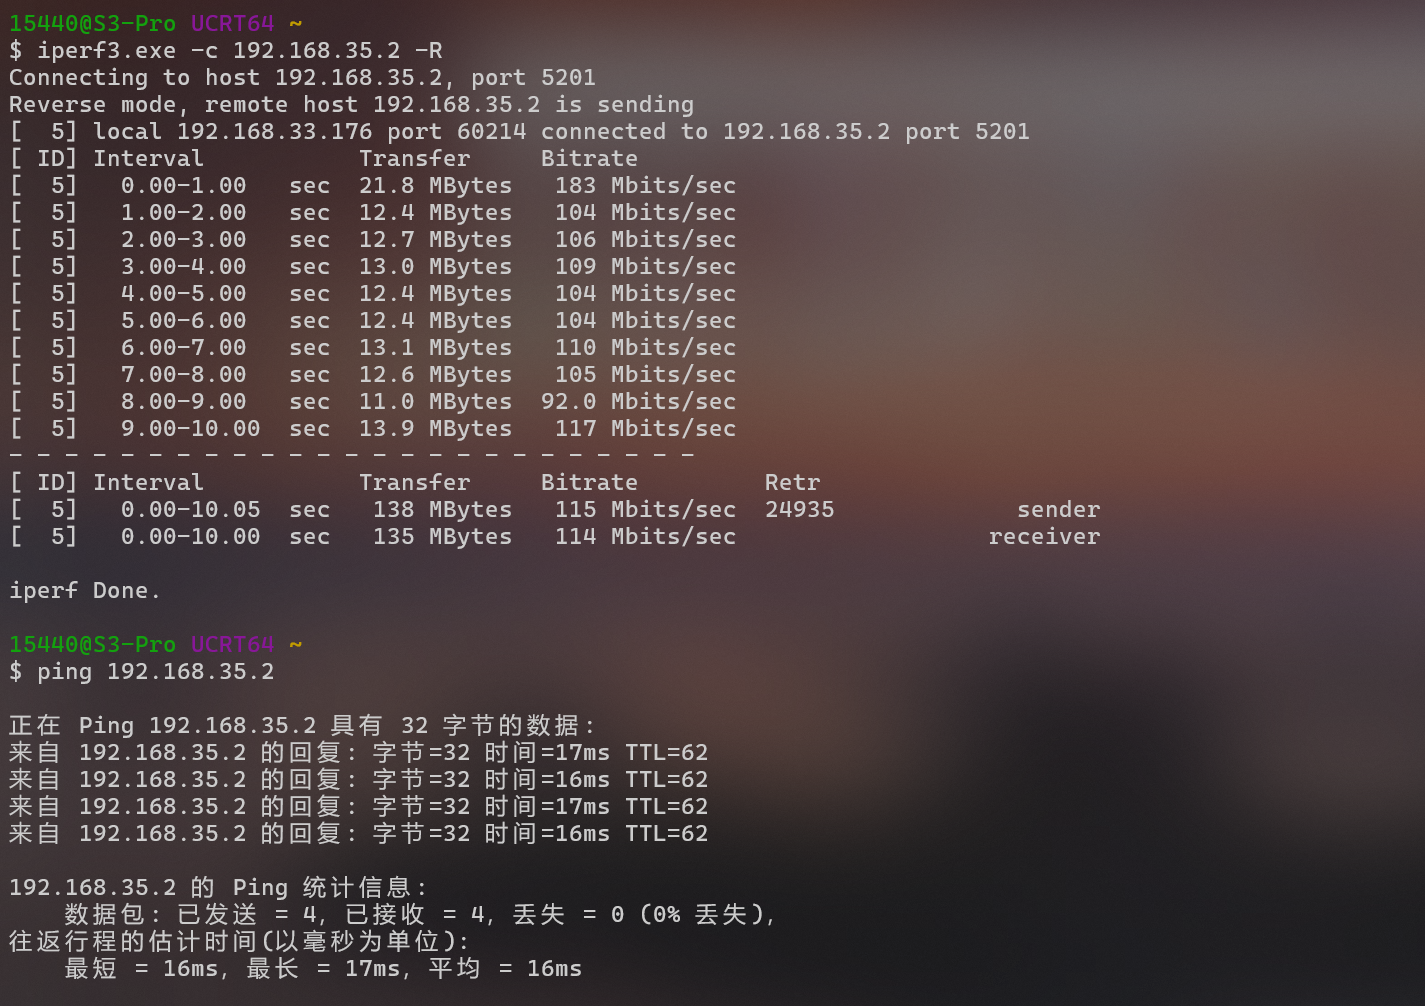 15440@S3-Pro UCRT64 ~
$ iperf3.exe -c 192.168.35.2 -R
Connecting to host 192.168.35.2, port 5201
Reverse mode, remote host 192.168.35.2 is sending
[  5] local 192.168.33.176 port 60214 connected to 192.168.35.2 port 5201
[ ID] Interval           Transfer     Bitrate
[  5]   0.00-1.00   sec  21.8 MBytes   183 Mbits/sec
[  5]   1.00-2.00   sec  12.4 MBytes   104 Mbits/sec
[  5]   2.00-3.00   sec  12.7 MBytes   106 Mbits/sec
[  5]   3.00-4.00   sec  13.0 MBytes   109 Mbits/sec
[  5]   4.00-5.00   sec  12.4 MBytes   104 Mbits/sec
[  5]   5.00-6.00   sec  12.4 MBytes   104 Mbits/sec
[  5]   6.00-7.00   sec  13.1 MBytes   110 Mbits/sec
[  5]   7.00-8.00   sec  12.6 MBytes   105 Mbits/sec
[  5]   8.00-9.00   sec  11.0 MBytes  92.0 Mbits/sec
[  5]   9.00-10.00  sec  13.9 MBytes   117 Mbits/sec
- - - - - - - - - - - - - - - - - - - - - - - - -
[ ID] Interval           Transfer     Bitrate         Retr
[  5]   0.00-10.05  sec   138 MBytes   115 Mbits/sec  24935             sender
[  5]   0.00-10.00  sec   135 MBytes   114 Mbits/sec                  receiver
iperf Done.
15440@S3-Pro UCRT64 ~
$ ping 192.168.35.2
正在 Ping 192.168.35.2 具有 32 字节的数据:
来自 192.168.35.2 的回复: 字节=32 时间=17ms TTL=62
来自 192.168.35.2 的回复: 字节=32 时间=16ms TTL=62
来自 192.168.35.2 的回复: 字节=32 时间=17ms TTL=62
来自 192.168.35.2 的回复: 字节=32 时间=16ms TTL=62
192.168.35.2 的 Ping 统计信息:
    数据包: 已发送 = 4, 已接收 = 4, 丢失 = 0 (0% 丢失),
往返行程的估计时间(以毫秒为单位):
    最短 = 16ms, 最长 = 17ms, 平均 = 16ms